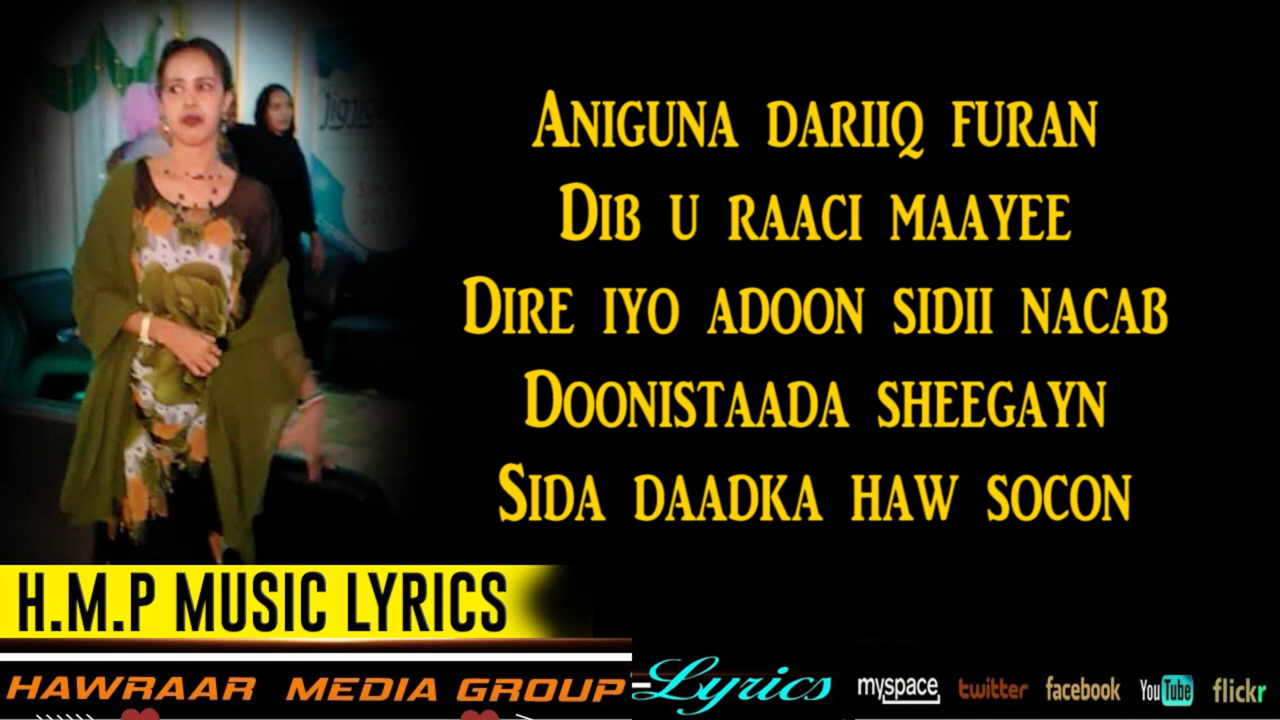 Aniguna dariiq furan
Dib u raaci maayee
Dire iyo adoon sidii nacab
Doonistaada sheegayn
Sida daadka haw socon
H.M.P MUSIC LYRICS
HAWRAAR MEDIA GROUP
Lyrics
myspace twitter facebook YouTube flickr